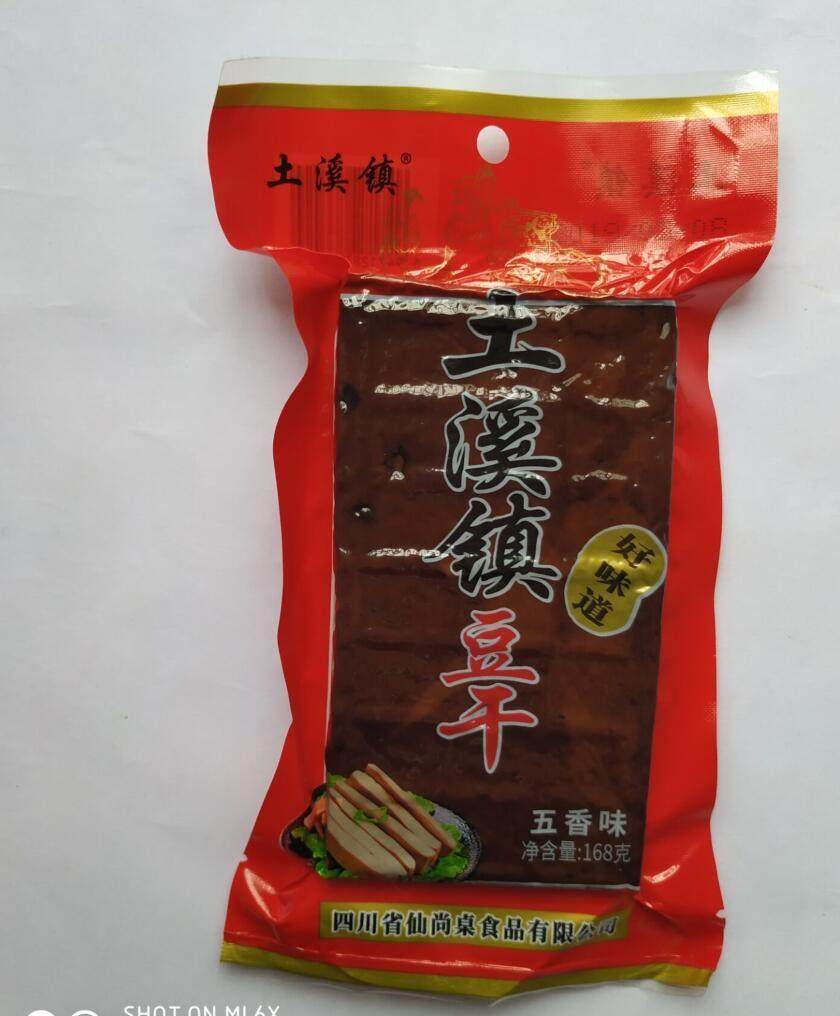 土溪镇®
土溪镇
豆干
好味道
五香味
净含量:168克
四川省仙尚桌食品有限公司
SHOT ON MI 6X